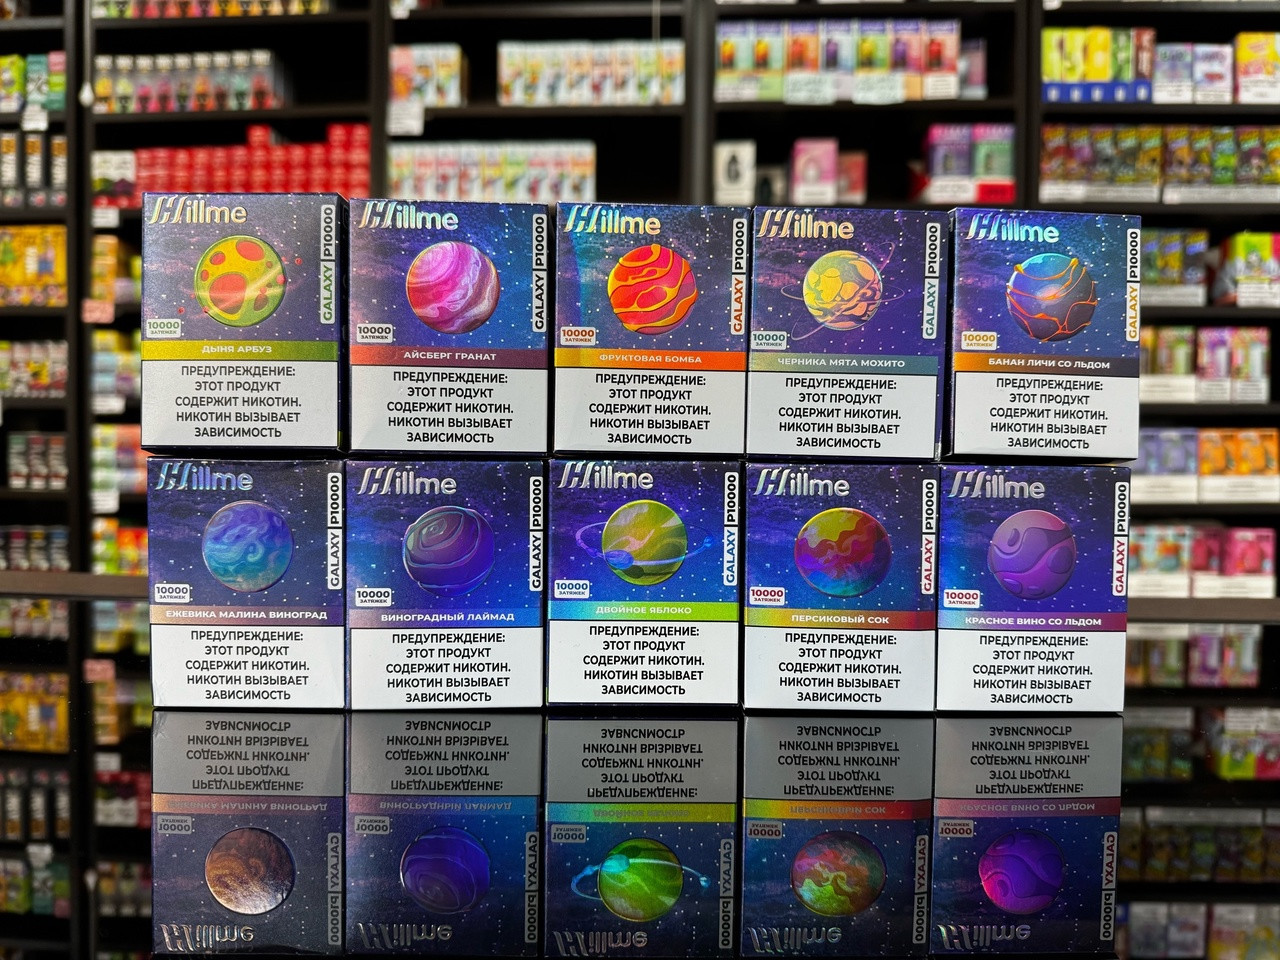 Hillme
GALAXY P10000
10000
ЗАТЯЖЕК
ДЫНЯ АРБУЗ
ПРЕДУПРЕЖДЕНИЕ:
ЭТОТ ПРОДУКТ
СОДЕРЖИТ НИКОТИН.
НИКОТИН ВЫЗЫВАЕТ
ЗАВИСИМОСТЬ
Hillme
GALAXY P10000
10000
ЗАТЯЖЕК
АЙСБЕРГ ГРАНАТ
ПРЕДУПРЕЖДЕНИЕ:
ЭТОТ ПРОДУКТ
СОДЕРЖИТ НИКОТИН.
НИКОТИН ВЫЗЫВАЕТ
ЗАВИСИМОСТЬ
Hillme
GALAXY P10000
10000
ЗАТЯЖЕК
ФРУКТОВАЯ БОМБА
ПРЕДУПРЕЖДЕНИЕ:
ЭТОТ ПРОДУКТ
СОДЕРЖИТ НИКОТИН.
НИКОТИН ВЫЗЫВАЕТ
ЗАВИСИМОСТЬ
Hillme
GALAXY P10000
10000
ЗАТЯЖЕК
ЧЕРНИКА МЯТА МОХИТО
ПРЕДУПРЕЖДЕНИЕ:
ЭТОТ ПРОДУКТ
СОДЕРЖИТ НИКОТИН.
НИКОТИН ВЫЗЫВАЕТ
ЗАВИСИМОСТЬ
Hillme
GALAXY P10000
10000
ЗАТЯЖЕК
БАНАН ЛИЧИ СО ЛЬДОМ
ПРЕДУПРЕЖДЕНИЕ:
ЭТОТ ПРОДУКТ
СОДЕРЖИТ НИКОТИН.
НИКОТИН ВЫЗЫВАЕТ
ЗАВИСИМОСТЬ
Hillme
GALAXY P10000
10000
ЗАТЯЖЕК
ЕЖЕВИКА МАЛИНА ВИНОГРАД
ПРЕДУПРЕЖДЕНИЕ:
ЭТОТ ПРОДУКТ
СОДЕРЖИТ НИКОТИН.
НИКОТИН ВЫЗЫВАЕТ
ЗАВИСИМОСТЬ
Hillme
GALAXY P10000
10000
ЗАТЯЖЕК
ВИНОГРАДНЫЙ ЛАЙМАД
ПРЕДУПРЕЖДЕНИЕ:
ЭТОТ ПРОДУКТ
СОДЕРЖИТ НИКОТИН.
НИКОТИН ВЫЗЫВАЕТ
ЗАВИСИМОСТЬ
Hillme
GALAXY P10000
10000
ЗАТЯЖЕК
ДВОЙНОЕ ЯБЛОКО
ПРЕДУПРЕЖДЕНИЕ:
ЭТОТ ПРОДУКТ
СОДЕРЖИТ НИКОТИН.
НИКОТИН ВЫЗЫВАЕТ
ЗАВИСИМОСТЬ
Hillme
GALAXY P10000
10000
ЗАТЯЖЕК
ПЕРСИКОВЫЙ СОК
ПРЕДУПРЕЖДЕНИЕ:
ЭТОТ ПРОДУКТ
СОДЕРЖИТ НИКОТИН.
НИКОТИН ВЫЗЫВАЕТ
ЗАВИСИМОСТЬ
Hillme
GALAXY P10000
10000
ЗАТЯЖЕК
КРАСНОЕ ВИНО СО ЛЬДОМ
ПРЕДУПРЕЖДЕНИЕ:
ЭТОТ ПРОДУКТ
СОДЕРЖИТ НИКОТИН.
НИКОТИН ВЫЗЫВАЕТ
ЗАВИСИМОСТЬ